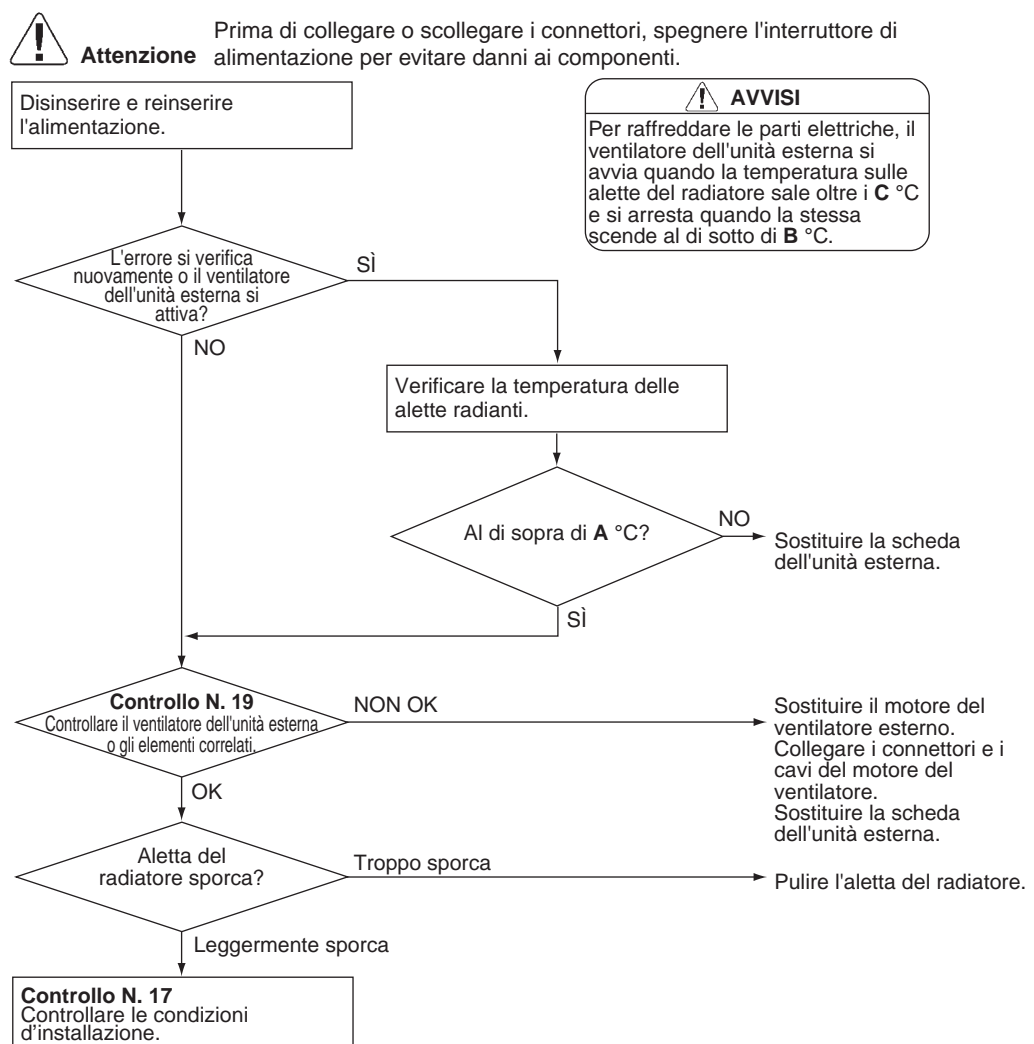 Prima di collegare o scollegare i connettori, spegnere l'interruttore di
Attenzione alimentazione per evitare danni ai componenti.
Disinserire e reinserire
l'alimentazione.
AVVISI
Per raffreddare le parti elettriche, il
ventilatore dell'unità esterna si
avvia quando la temperatura sulle
alette del radiatore sale oltre i C °C
e si arresta quando la stessa
scende al di sotto di B °C.
L'errore si verifica
nuovamente o il ventilatore
dell'unità esterna si
attiva?
SÌ
NO
Verificare la temperatura delle
alette radianti.
Al di sopra di A °C?
NO
Sostituire la scheda
dell'unità esterna.
SÌ
Controllo N. 19
Controllare il ventilatore dell'unità esterna
o gli elementi correlati.
NON OK
Sostituire il motore del
ventilatore esterno.
Collegare i connettori e i
cavi del motore del
ventilatore.
Sostituire la scheda
dell'unità esterna.
OK
Aletta del
radiatore sporca?
Troppo sporca
Pulire l'aletta del radiatore.
Leggermente sporca
Controllo N. 17
Controllare le condizioni
d'installazione.